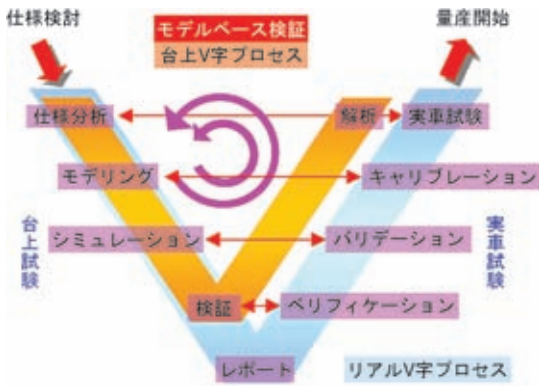 仕様検討
モデルベース検証
台上V字プロセス
量産開始
仕様分析
解析
実車試験
モデリング
キャリブレーション
台上試験
シミュレーション
バリデーション
実車試験
検証
ベリフィケーション
レポート
リアルV字プロセス